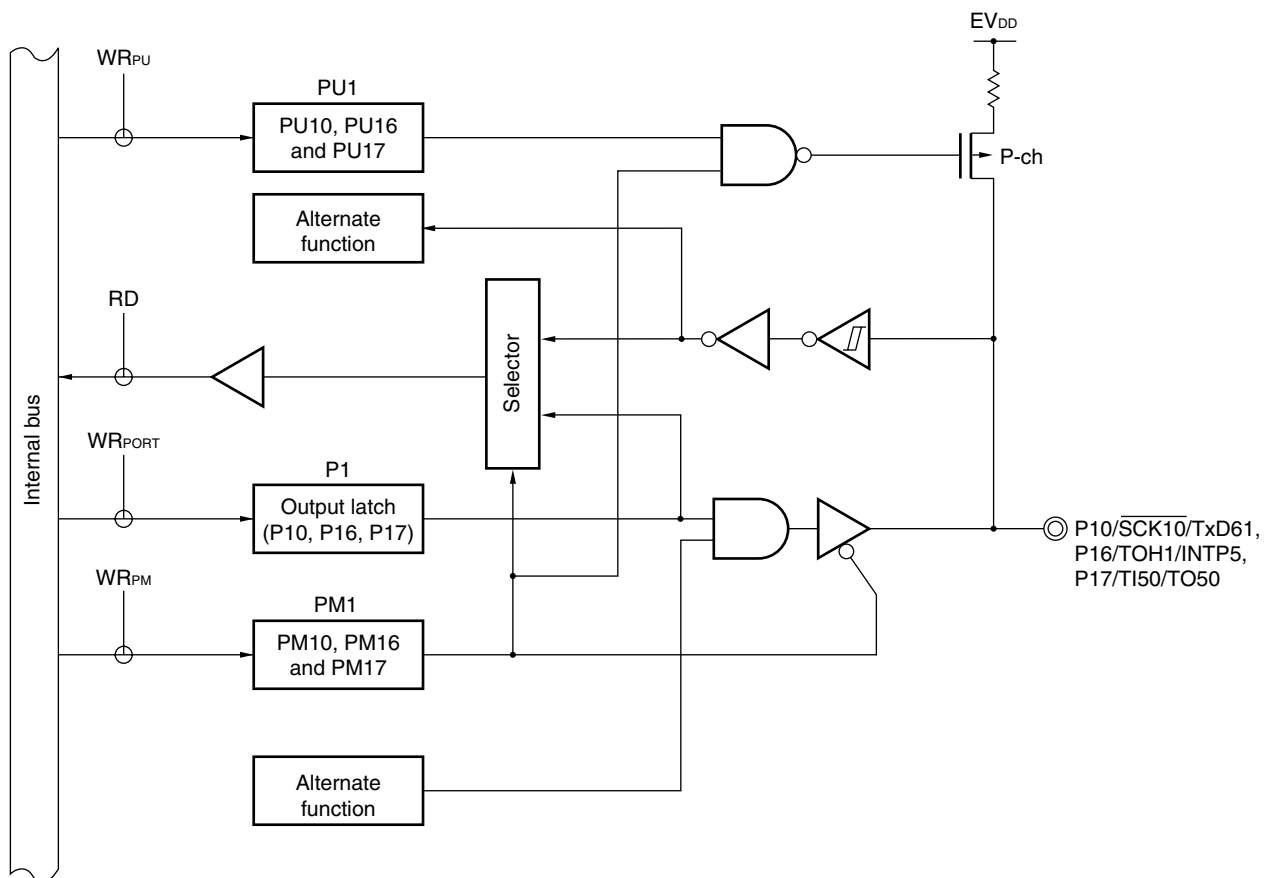 EVDD
WRPU
PU1
PU10, PU16
and PU17
P-ch
Alternate
function
RD
Selector
Internal bus
WRPORT
P1
Output latch
(P10, P16, P17)
P10/SCK10/TxD61,
P16/TOH1/INTP5,
P17/TI50/TO50
WRPM
PM1
PM10, PM16
and PM17
Alternate
function